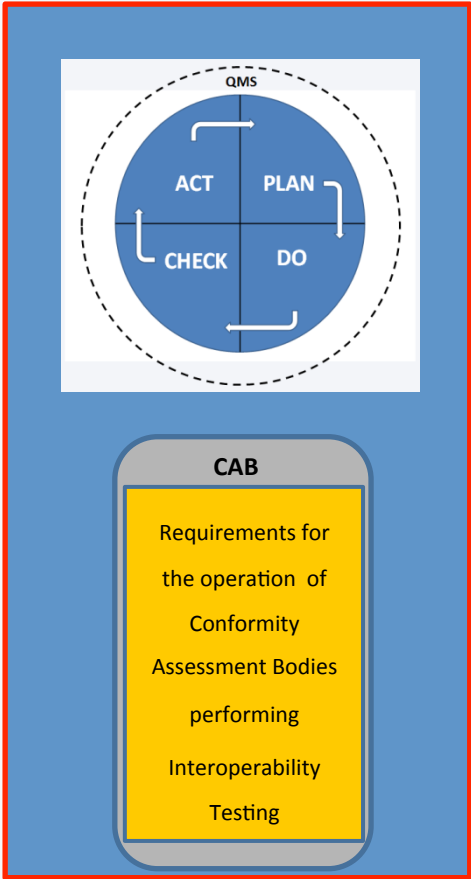 QMS
ACT PLAN
CHECK DO
CAB
Requirements for
the operation of
Conformity
Assessment Bodies
performing
Interoperability
Testing